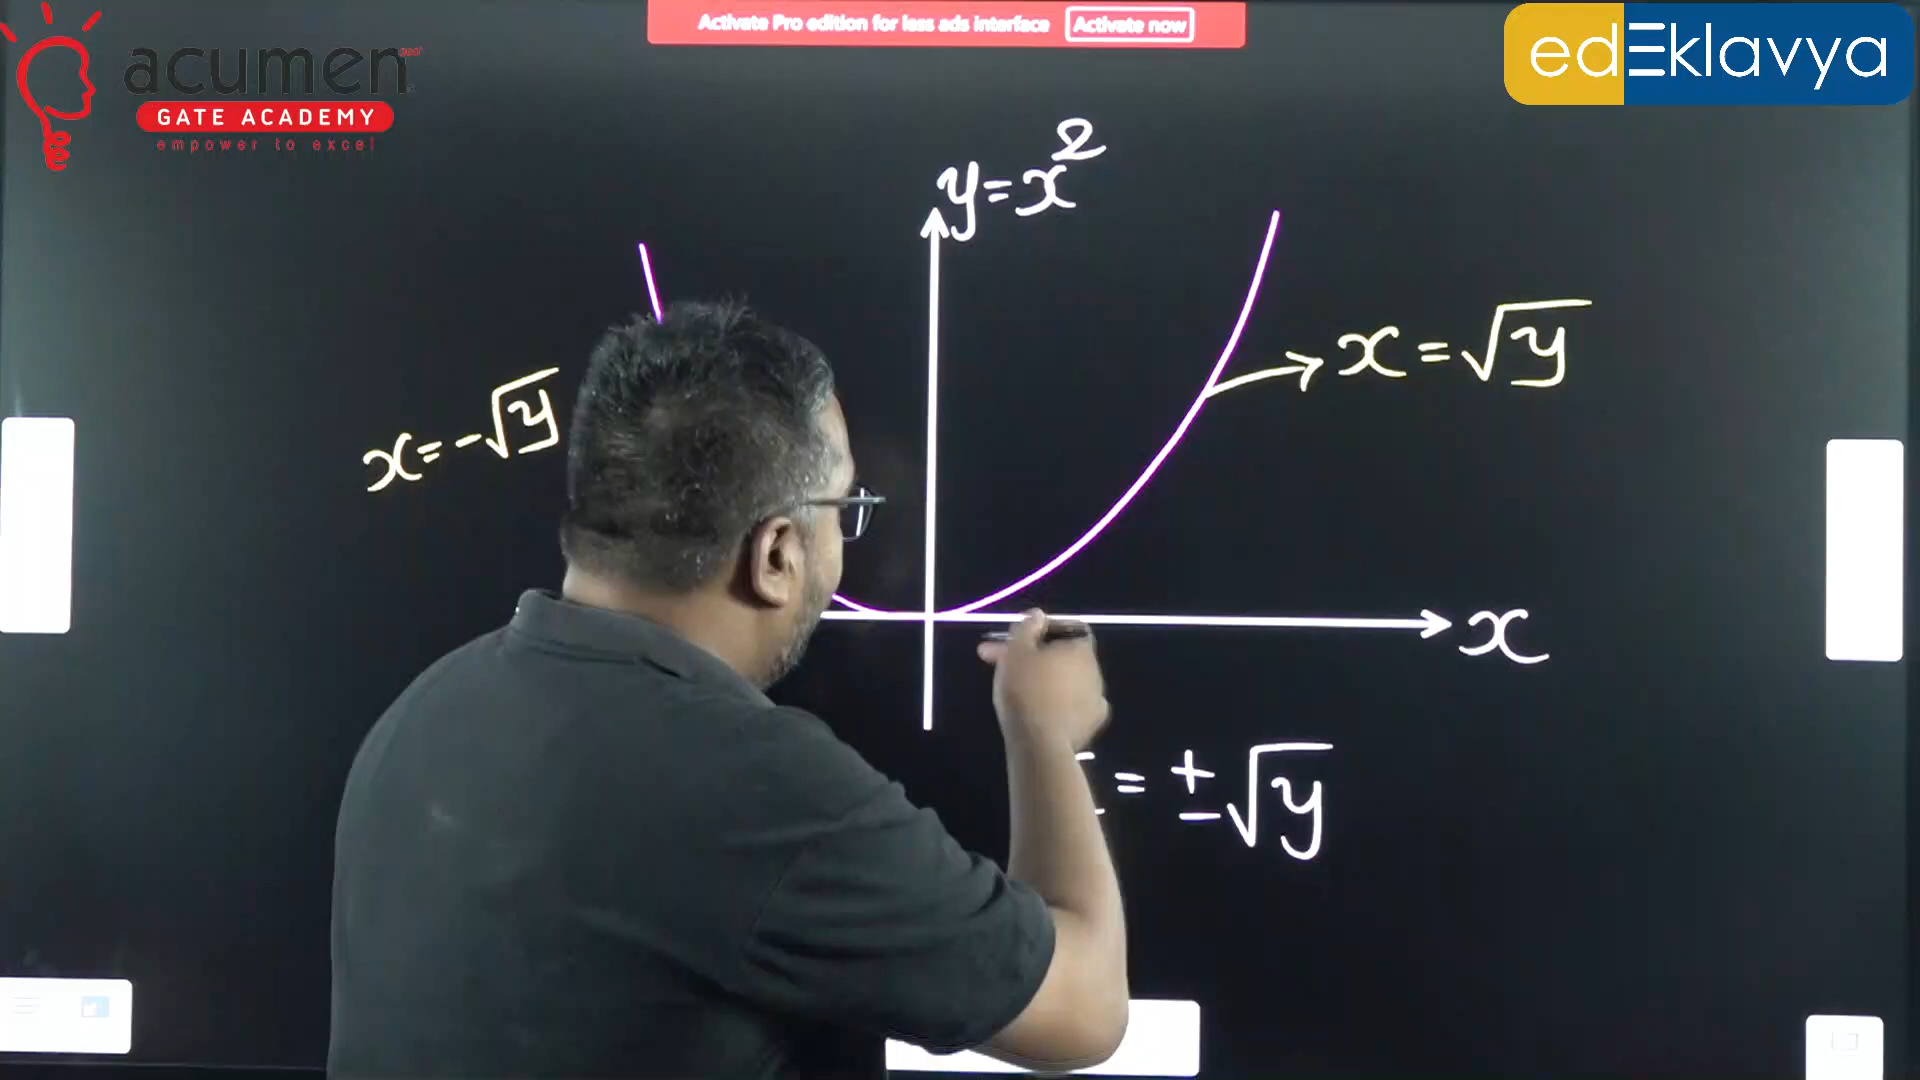 Activate Pro edition for less ads interface Activate now
acumen
GATE ACADEMY
empower to excel
edEklavya
y=x²
x=√y
x=-√y
x
= ±√y